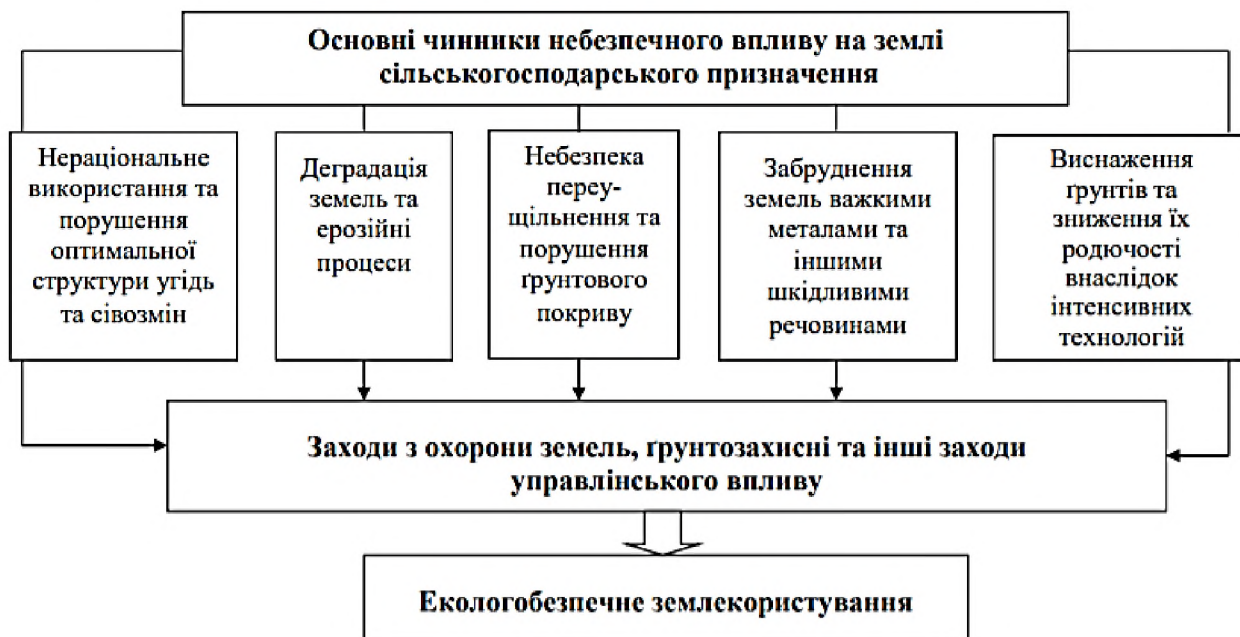 Основні чинники небезпечного впливу на землі
сільськогосподарського призначення
Нераціональне
використання та
порушення
оптимальної
структури угідь
та сівозмін
Деградація
земель та
ерозійні
процеси
Небезпека
переу-
щільнення та
порушення
ґрунтового
покриву
Забруднення
земель важкими
металами та
іншими
шкідливими
речовинами
Виснаження
ґрунтів та
зниження їх
родючості
внаслідок
інтенсивних
технологій
Заходи з охорони земель, ґрунтозахисні та інші заходи
управлінського впливу
Екологобезпечне землекористування